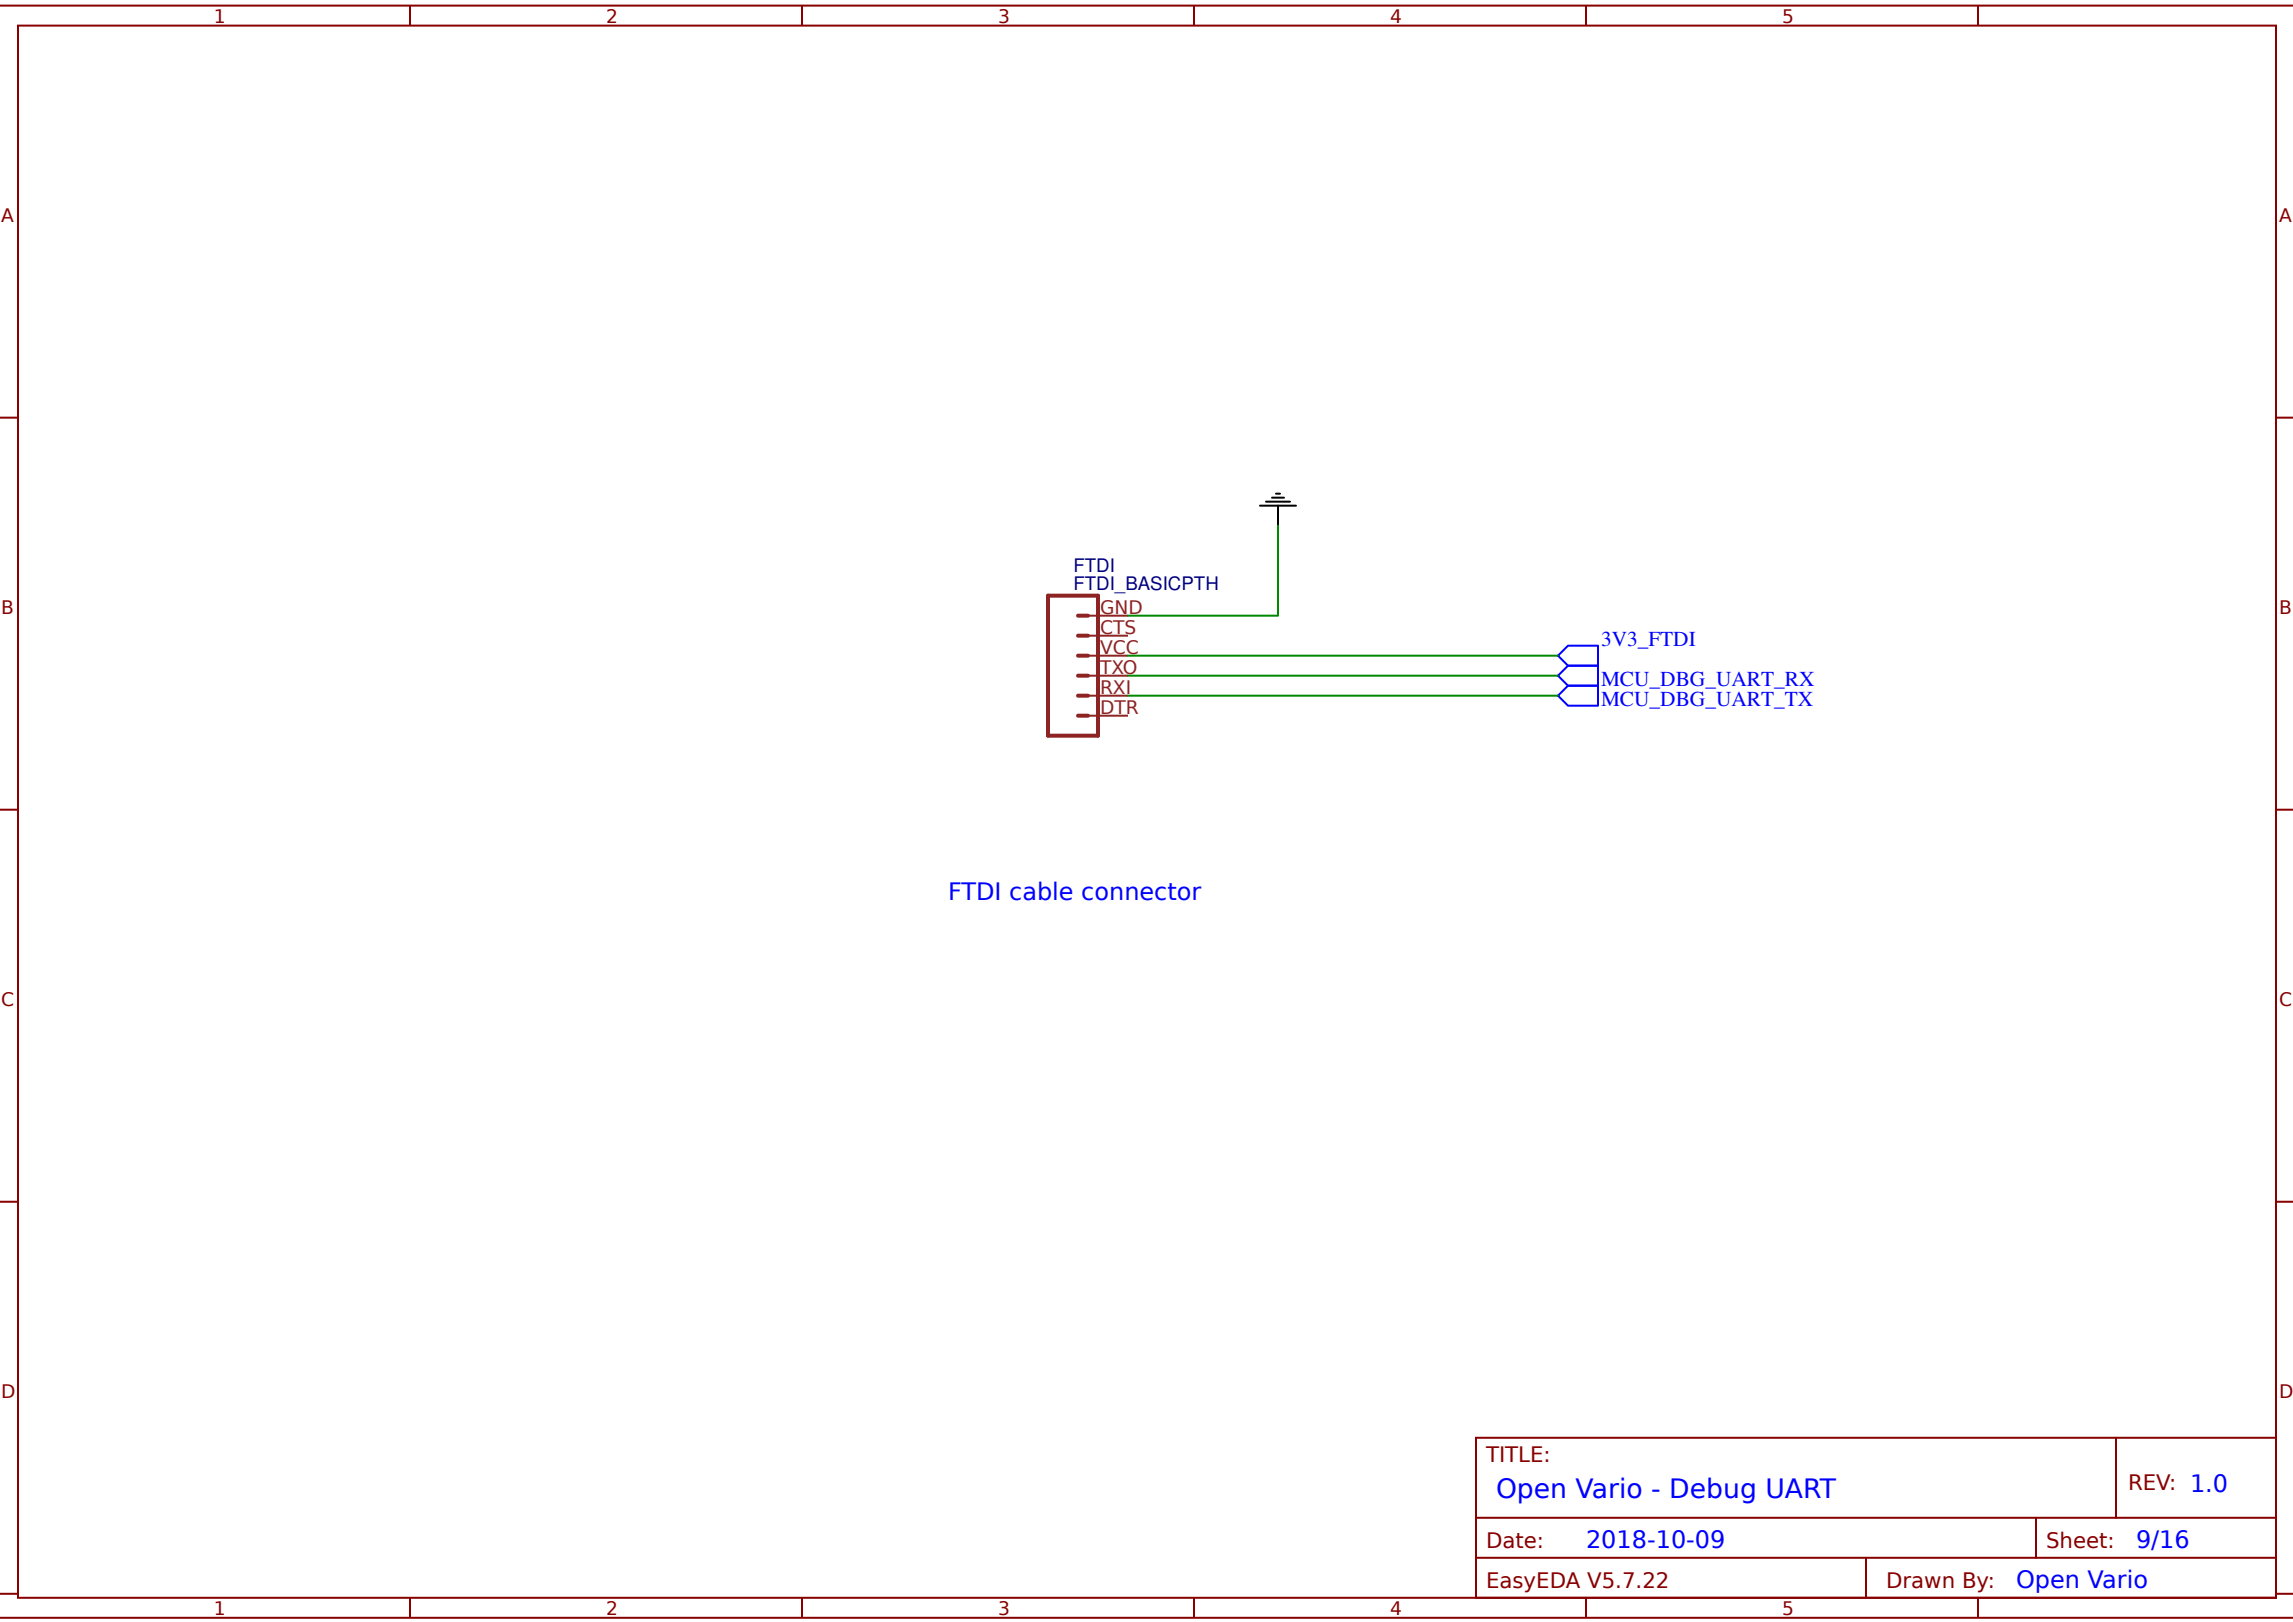 1 2 3 4 5
A A
FTDI
FTDI_BASICPTH
B B
GND
CTS
VCC
TXO
RXI
DTR
3V3_FTDI
MCU_DBG_UART_RX
MCU_DBG_UART_TX
FTDI cable connector
C C
D D
TITLE:
Open Vario - Debug UART
REV: 1.0
Date: 2018-10-09
Sheet: 9/16
EasyEDA V5.7.22
Drawn By: Open Vario
1 2 3 4 5